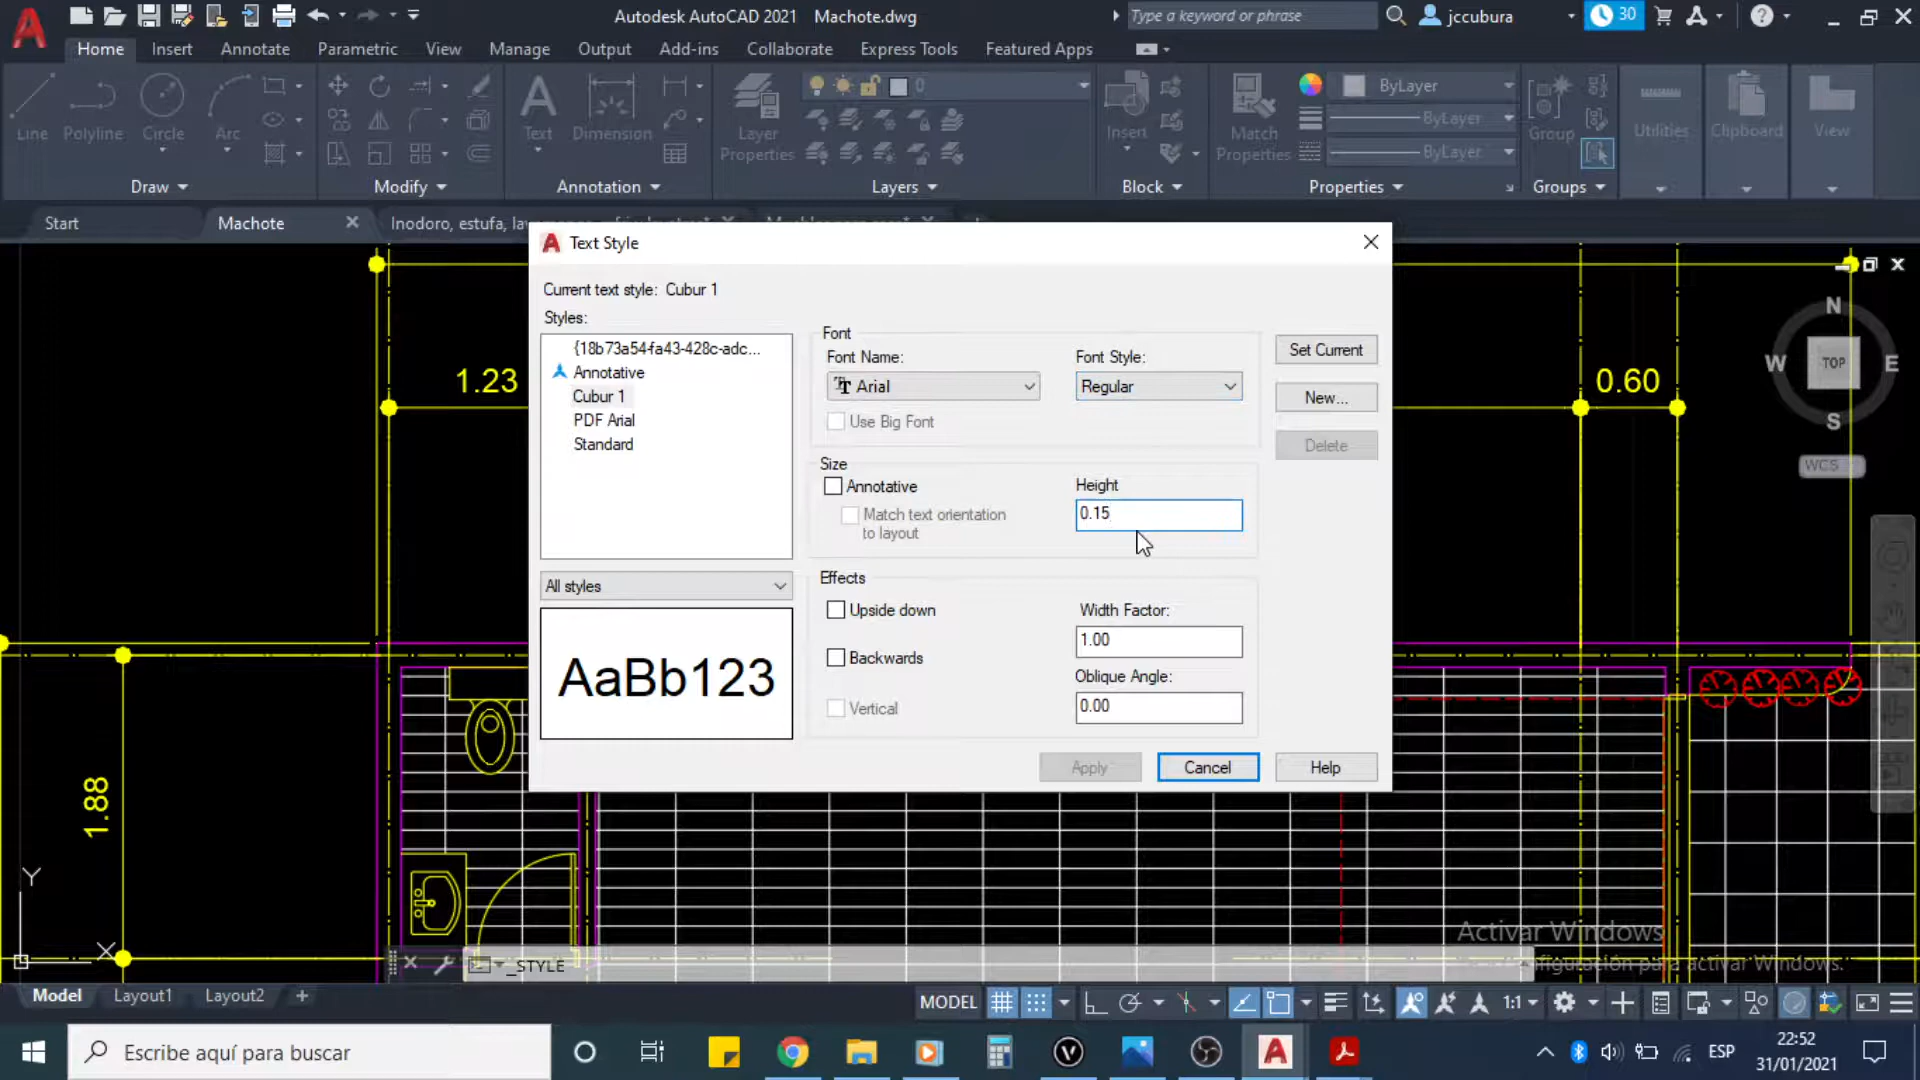 Autodesk AutoCAD 2021 Machote.dwg
Type a keyword or phrase
jccubura
30
Home Insert Annotate Parametric View Manage Output Add-ins Collaborate Express Tools Featured Apps
0
ByLayer
ByLayer
ByLayer
Line Polyline Circle Arc Text Dimension Layer Properties Insert Match Properties Group Utilities Clipboard View
Draw Modify Annotation Layers Block Properties Groups
Start Machote Inodoro, estufa,
Text Style
Current text style: Cubur 1
Styles:
{18b73a54-fa43-428c-adc...
Annotative
Cubur 1
PDF Arial
Standard
All styles
AaBb123
Font
Font Name:
Arial
Use Big Font
Font Style:
Regular
Size
Annotative
Match text orientation
to layout
Height
0.15
Effects
Upside down
Backwards
Vertical
Width Factor:
1.00
Oblique Angle:
0.00
Set Current
New...
Delete
Apply Cancel Help
1.23
0.60
1.88
N
W TOP E
S
WCS
Y
X
Activar Windows
activar Windows.
_STYLE
Model Layout1 Layout2 +
MODEL 1:1
Escribe aquí para buscar
ESP
22:52
31/01/2021